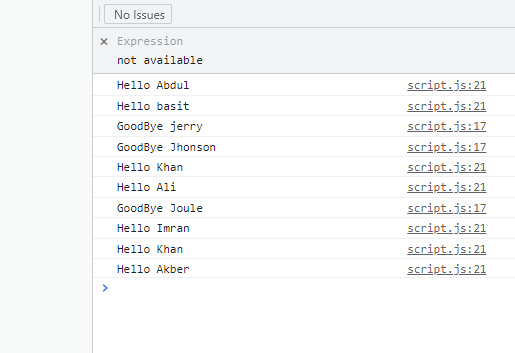 No Issues
Expression
not available
Hello Abdul script.js:21
Hello basit script.js:21
GoodBye jerry script.js:17
GoodBye Jhonson script.js:17
Hello Khan script.js:21
Hello Ali script.js:21
GoodBye Joule script.js:17
Hello Imran script.js:21
Hello Khan script.js:21
Hello Akber script.js:21